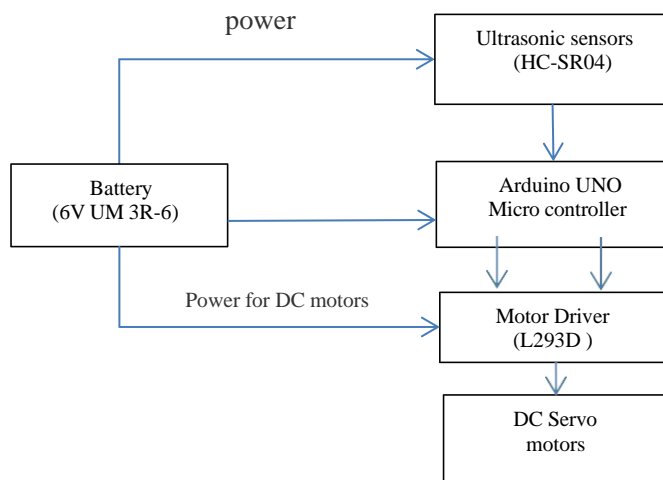 power
Ultrasonic sensors
(HC-SR04)
Battery
(6V UM 3R-6)
Arduino UNO
Micro controller
Power for DC motors
Motor Driver
(L293D )
DC Servo
motors